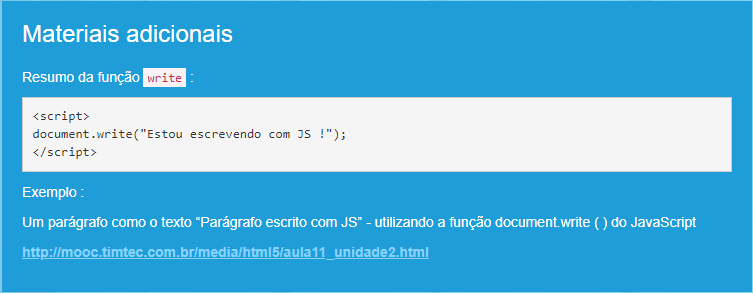 Materiais adicionais
Resumo da função write :
<script>
document.write("Estou escrevendo com JS !");
</script>
Exemplo :
Um parágrafo como o texto “Parágrafo escrito com JS” - utilizando a função document.write ( ) do JavaScript
http://mooc.timtec.com.br/media/html5/aula11_unidade2.html